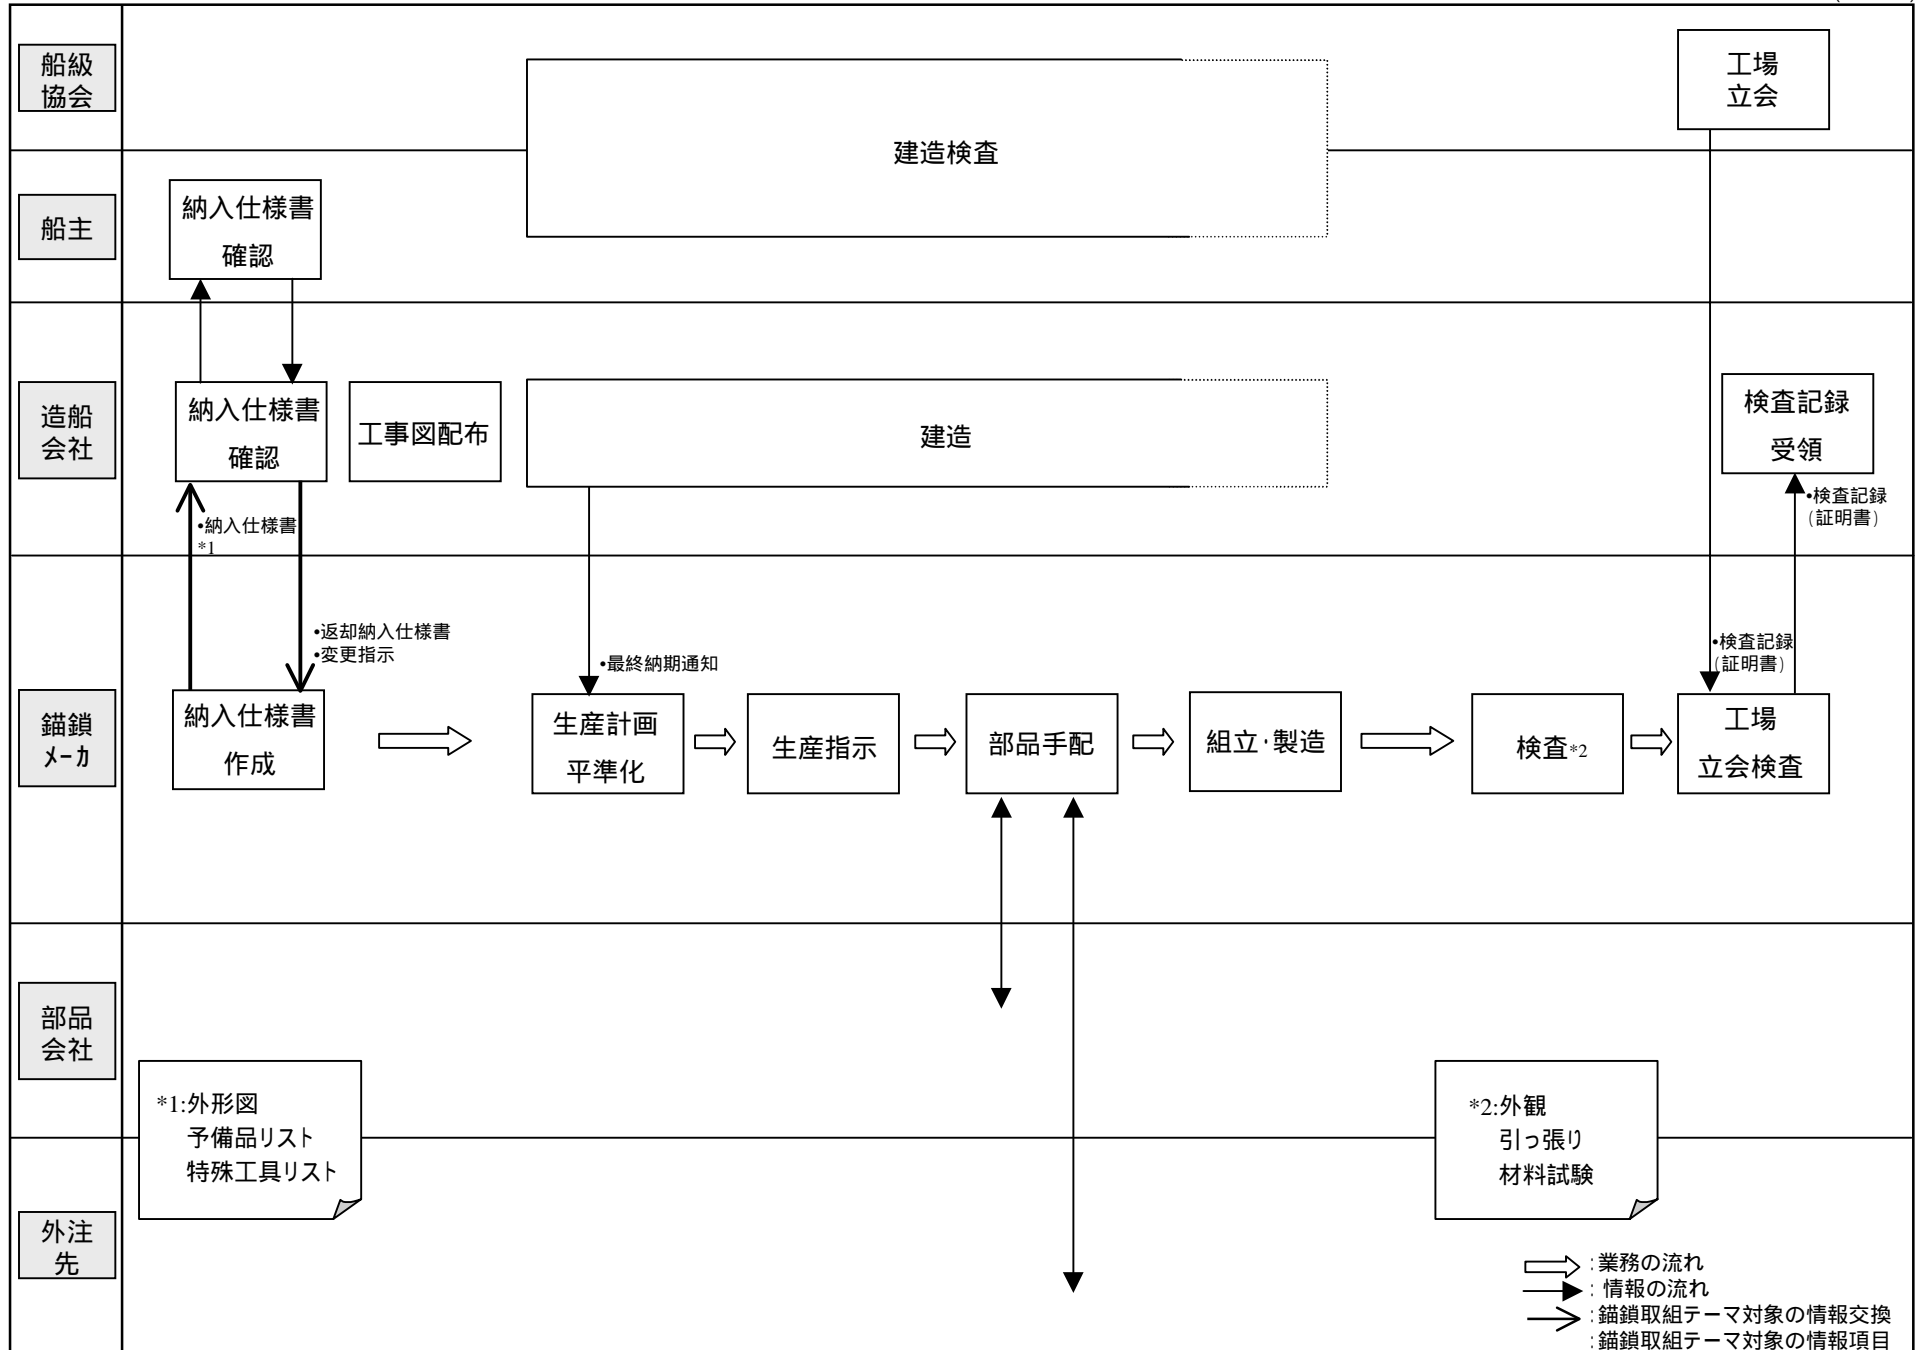 船級
協会
工場
立会
建造検査
船主
納入仕様書
確認
造船
会社
納入仕様書
確認
工事図配布
建造
検査記録
受領
•納入仕様書
*1
•検査記録
(証明書)
•返却納入仕様書
•変更指示
•最終納期通知
•検査記録
(証明書)
錨鎖
メーカ
納入仕様書
作成
生産計画
平準化
生産指示
部品手配
組立・製造
検査*2
工場
立会検査
部品
会社
*1:外形図
予備品リスト
特殊工具リスト
*2:外観
引っ張り
材料試験
外注
先
:業務の流れ
:情報の流れ
:錨鎖取組テーマ対象の情報交換
:錨鎖取組テーマ対象の情報項目